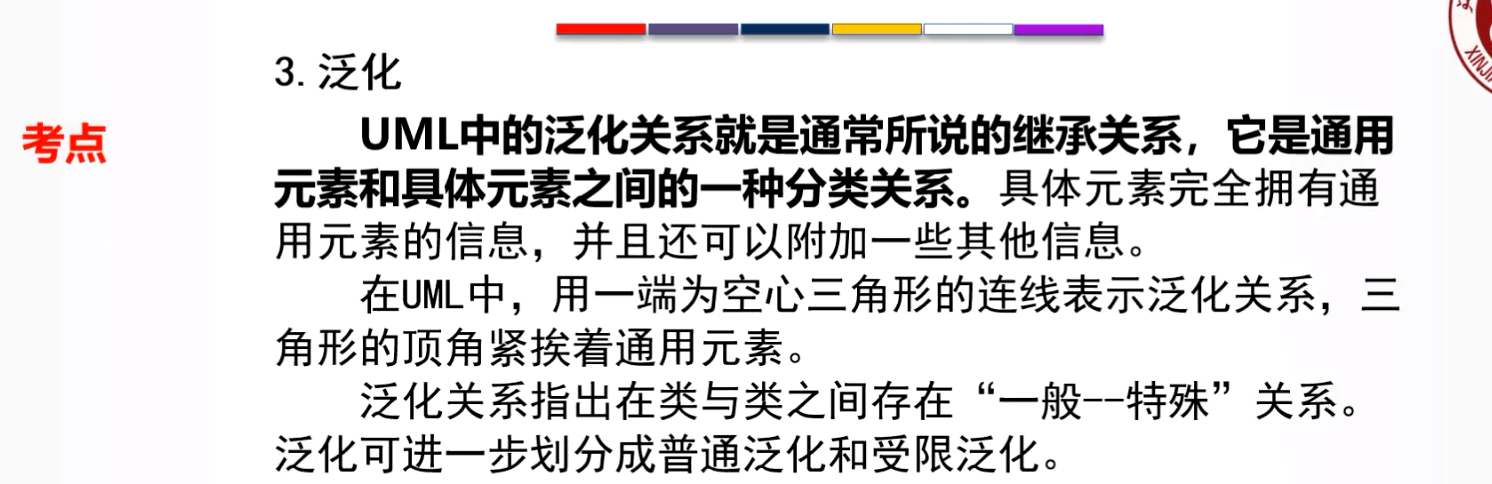 3. 泛化
考点
UML中的泛化关系就是通常所说的继承关系，它是通用
元素和具体元素之间的一种分类关系。具体元素完全拥有通
用元素的信息，并且还可以附加一些其他信息。
在UML中，用一端为空心三角形的连线表示泛化关系，三
角形的顶角紧挨着通用元素。
泛化关系指出在类与类之间存在“一般--特殊”关系。
泛化可进一步划分成普通泛化和受限泛化。